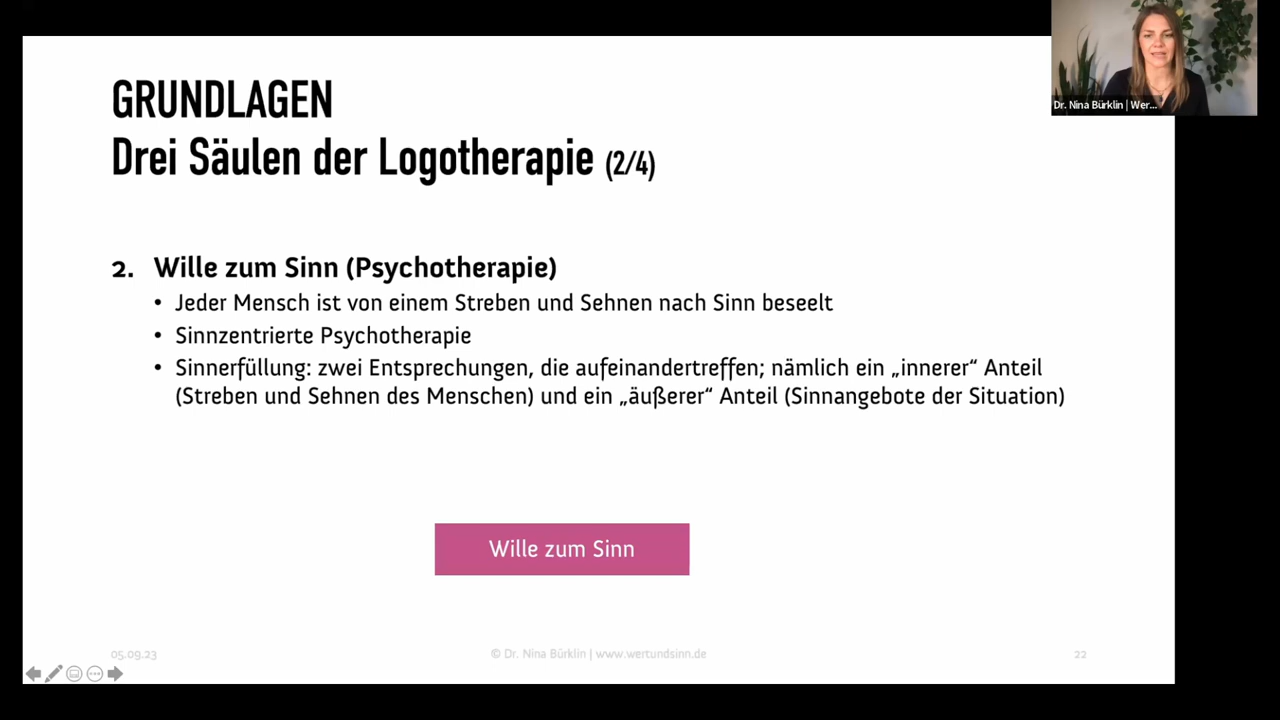 GRUNDLAGEN
Drei Säulen der Logotherapie (2/4)
Dr. Nina Bürklin | Wer...
2. Wille zum Sinn (Psychotherapie)
• Jeder Mensch ist von einem Streben und Sehnen nach Sinn beseelt
• Sinnzentrierte Psychotherapie
• Sinnerfüllung: zwei Entsprechungen, die aufeinandertreffen; nämlich ein „innerer“ Anteil
(Streben und Sehnen des Menschen) und ein „äußerer“ Anteil (Sinnangebote der Situation)
Wille zum Sinn
05.09.23
© Dr. Nina Bürklin | www.wertundsinn.de
22